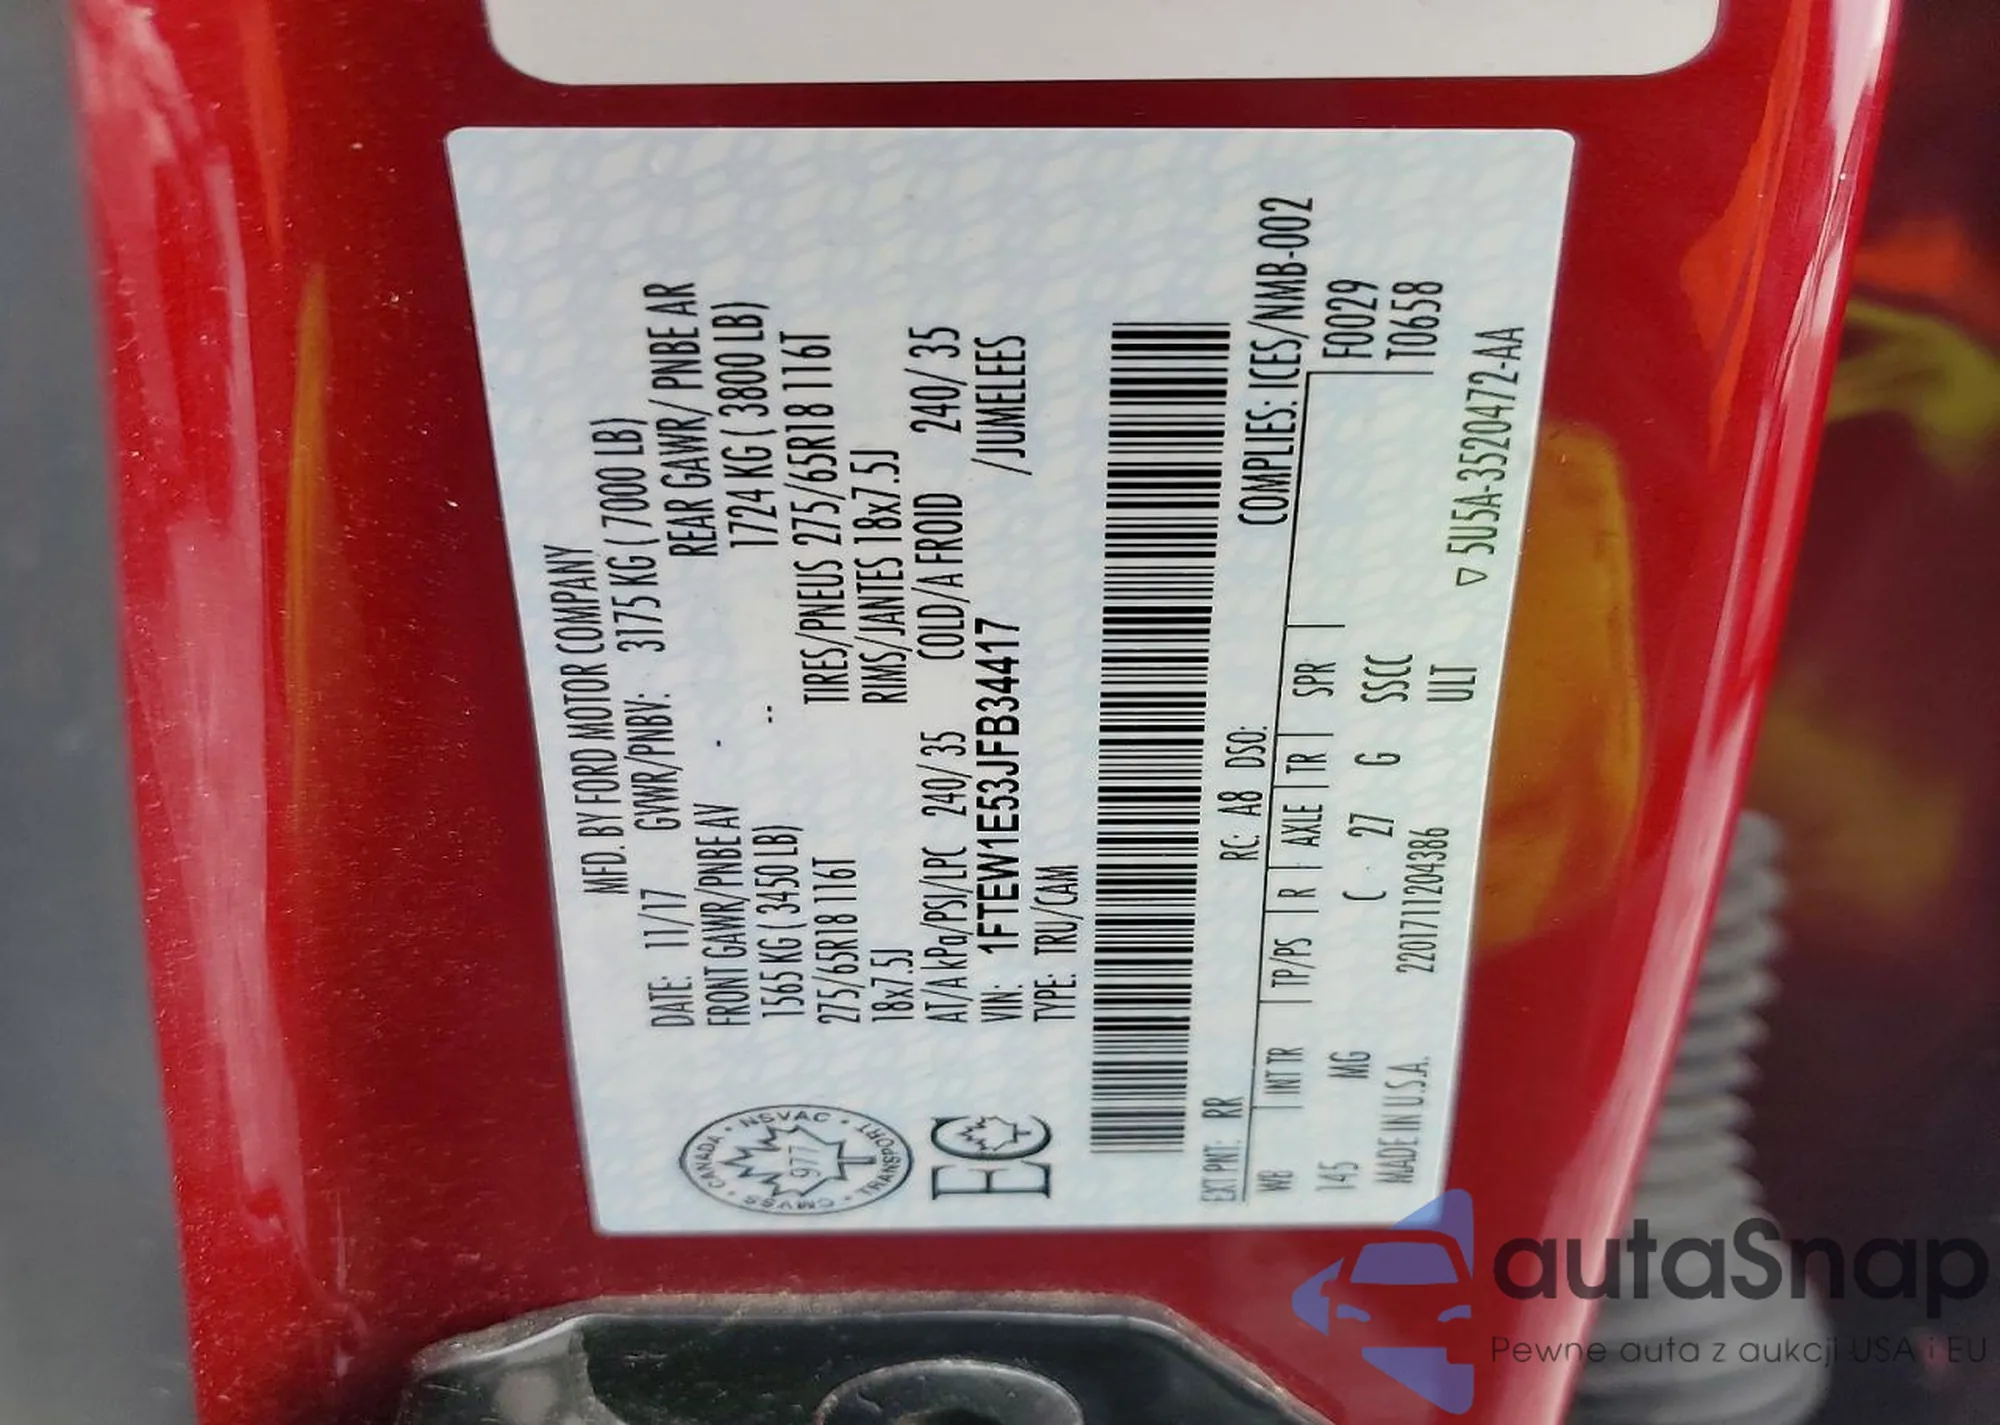 MFD. BY FORD MOTOR COMPANY
DATE: 11/17 GVWR/PNBV: 3175 KG ( 7000 LB)
FRONT GAWR/PNBE AV REAR GAWR/ PNBE AR
1565 KG ( 3450 LB) 1724 KG ( 3800 LB)
275/65R18 116T TIRES/PNEUS 275/65R18 116T
18x7.5J RIMS/JANTES 18x7.5J
AT/A kPa/PSI/LPC 240/35 COLD/A FROID 240/ 35
VIN: 1FTEW1E53JFB34417 /JUMELEES
TYPE: TRU/CAM
CANADA · NSVAC · TRANSPORT · CMVSS
977
EC
COMPLIES: ICES/NMB-002
EXT PNT: RR RC: A8 DSO: F0029
WB INT TR TP/PS R AXLE TR SPR T0658
145 MG C 27 G SSCC
MADE IN U.S.A. 220171120438​6 ULT
▽ 5U5A-3520472-AA
autaSnap
Pewne auta z aukcji USA i EU